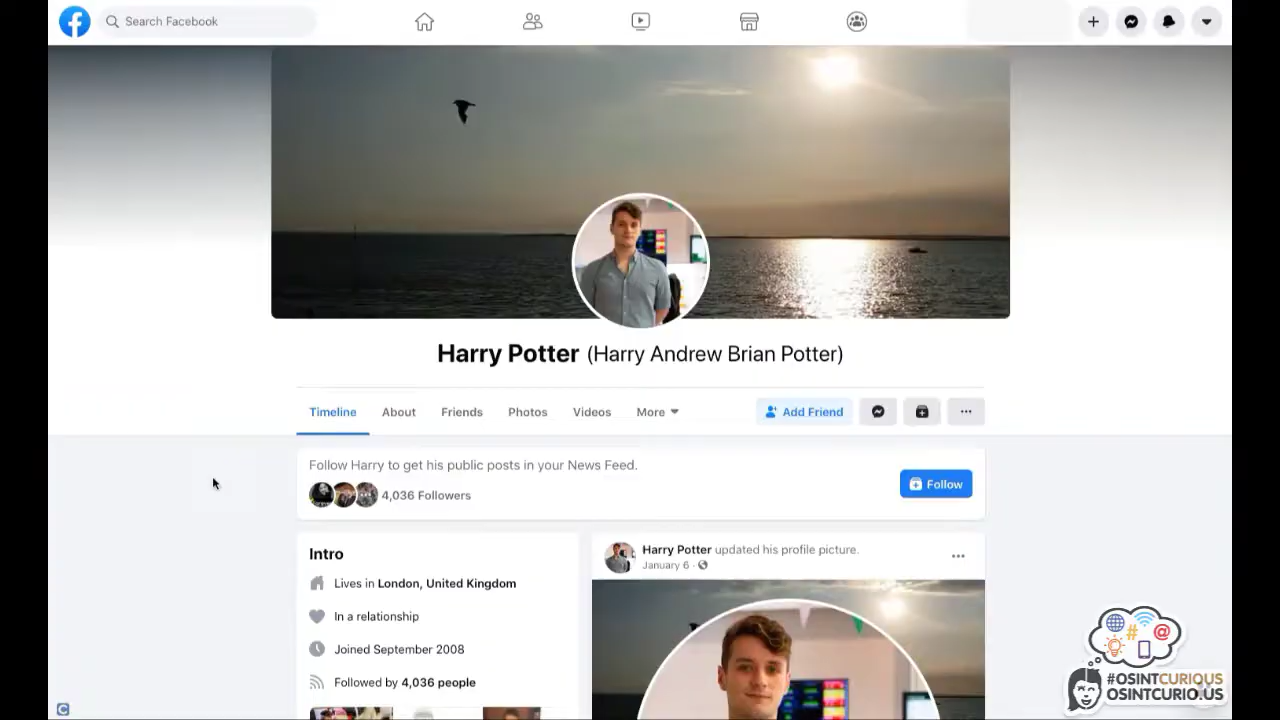 Search Facebook
Harry Potter (Harry Andrew Brian Potter)
Timeline About Friends Photos Videos More Add Friend
Follow Harry to get his public posts in your News Feed.
4,036 Followers
Follow
Intro
Lives in London, United Kingdom
In a relationship
Joined September 2008
Followed by 4,036 people
Harry Potter updated his profile picture.
January 6 ·
#OSINTCURIOUS
OSINTCURIO.US